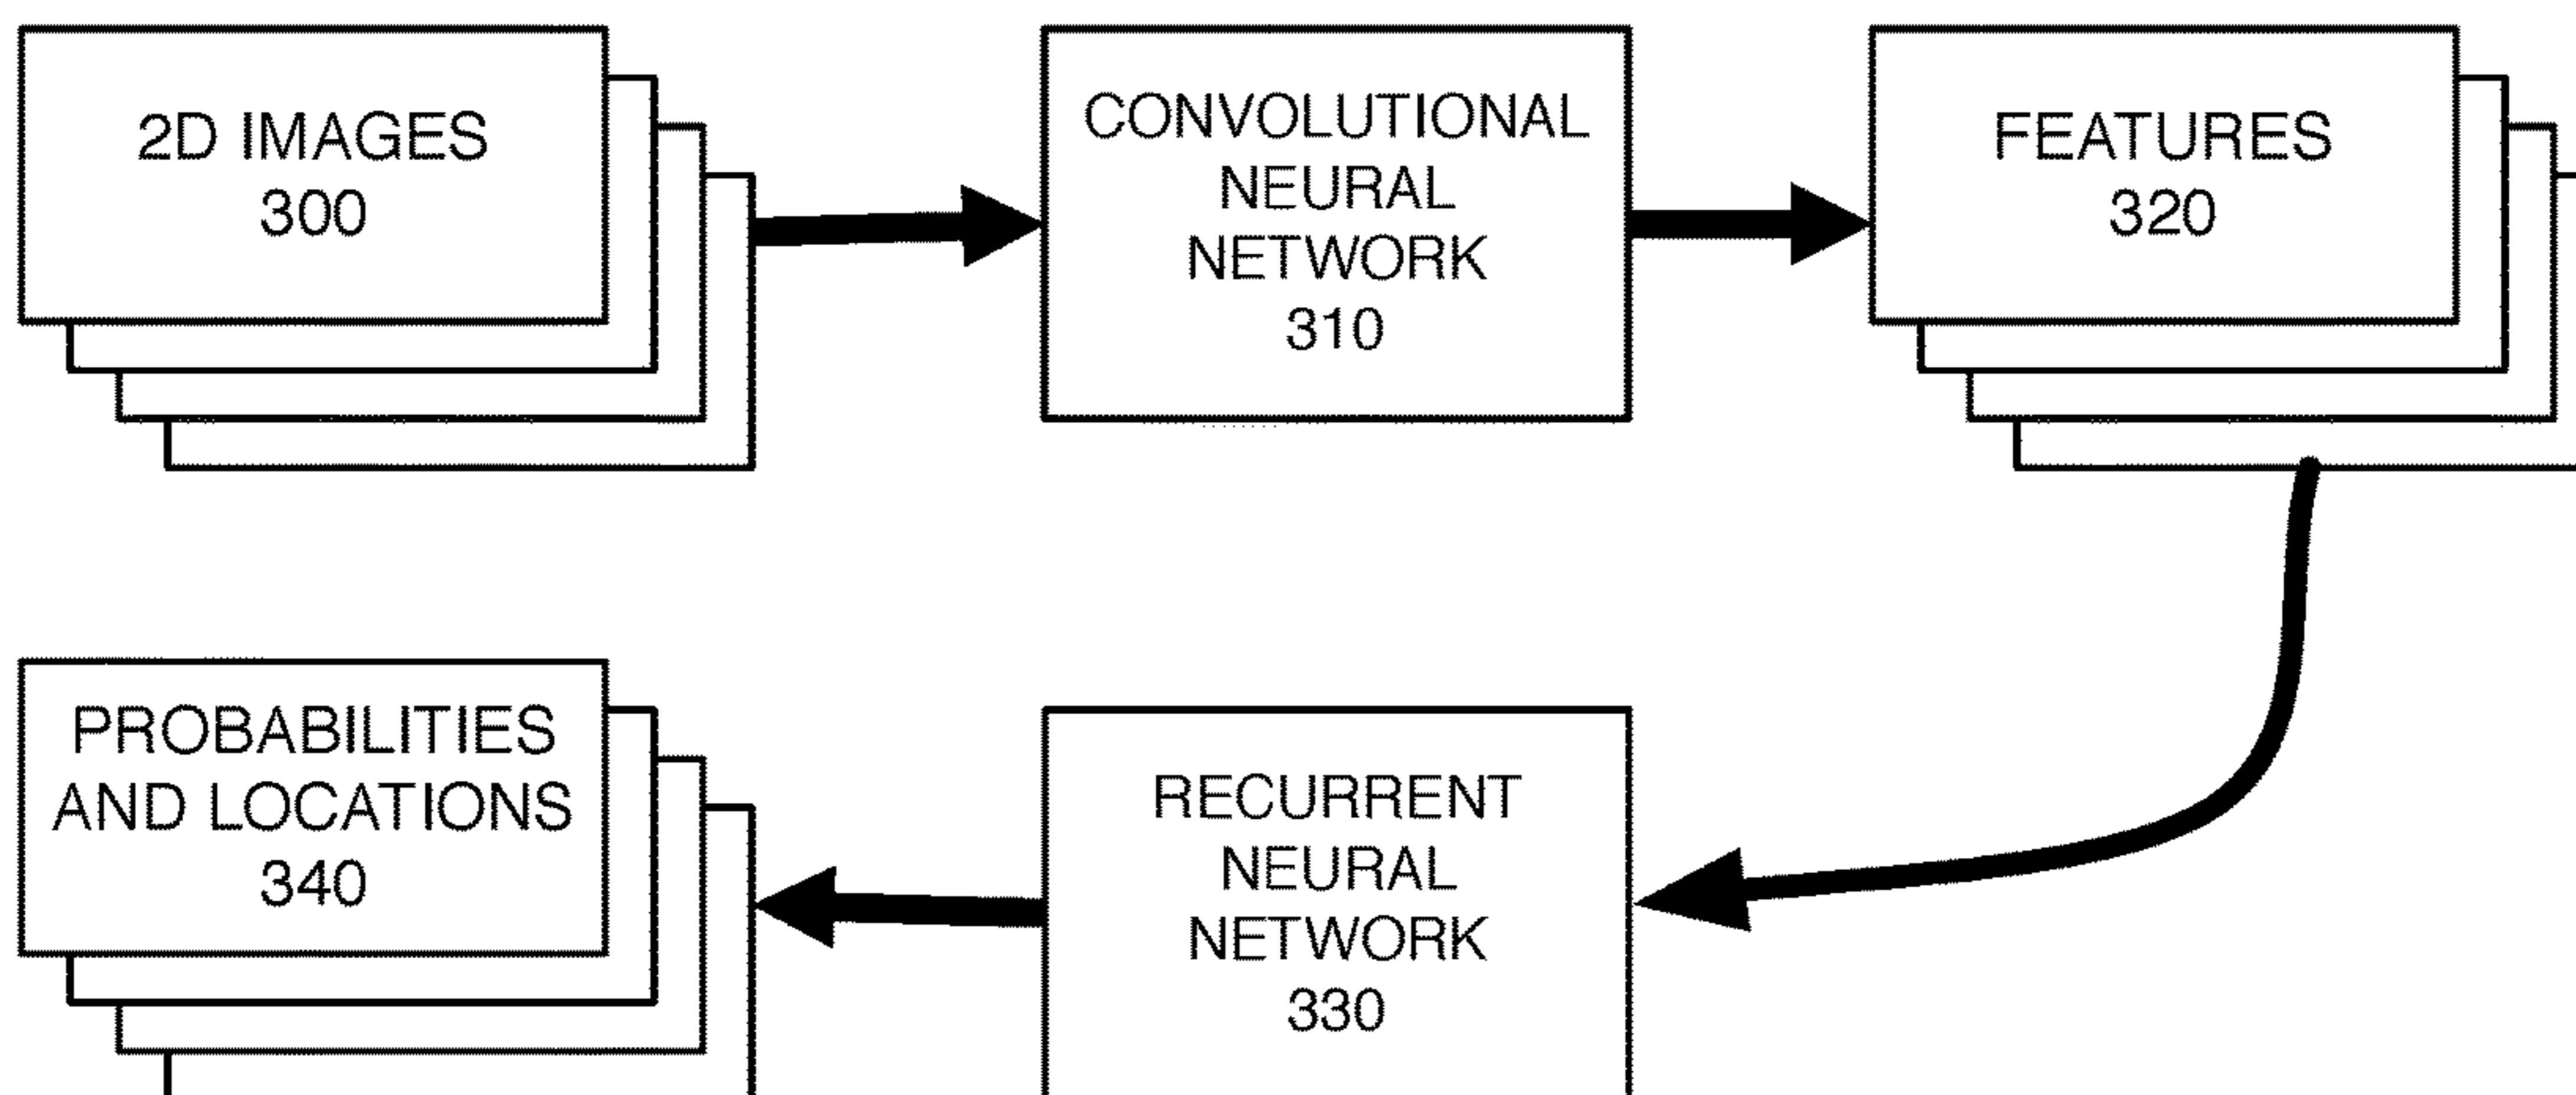 2D IMAGES
300
CONVOLUTIONAL
NEURAL
NETWORK
310
FEATURES
320
PROBABILITIES
AND LOCATIONS
340
RECURRENT
NEURAL
NETWORK
330